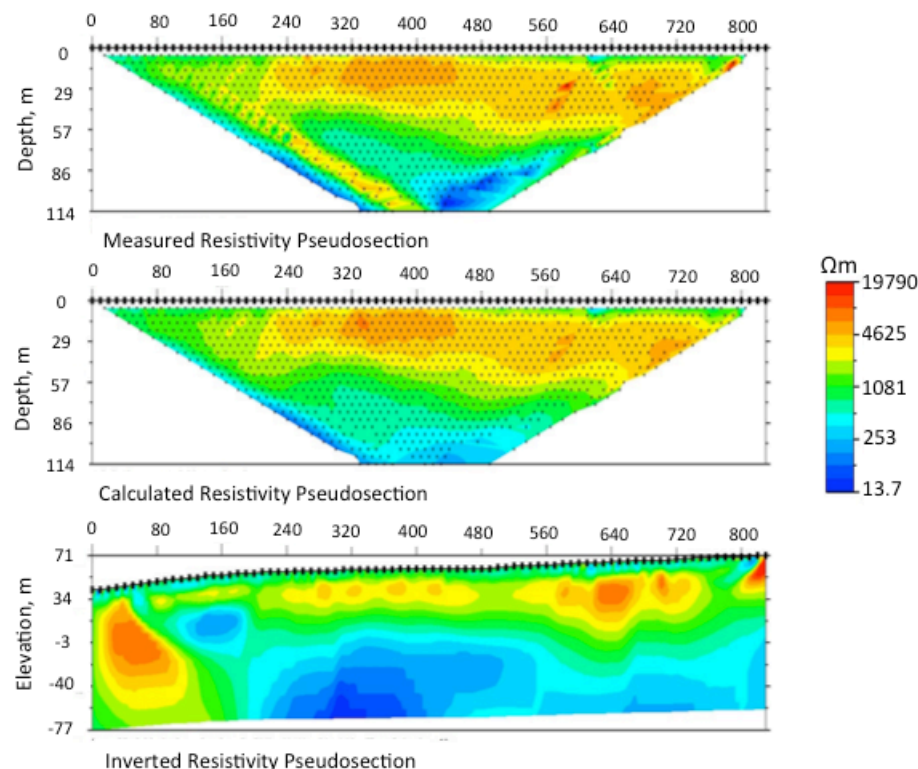 0 80 160 240 320 400 480 560 640 720 800
0
29
57
86
114
Depth, m
Measured Resistivity Pseudosection
0 80 160 240 320 400 480 560 640 720 800
0
29
57
86
114
Depth, m
Calculated Resistivity Pseudosection
Ωm
19790
4625
1081
253
13.7
0 80 160 240 320 400 480 560 640 720 800
71
34
-3
-40
-77
Elevation, m
Inverted Resistivity Pseudosection